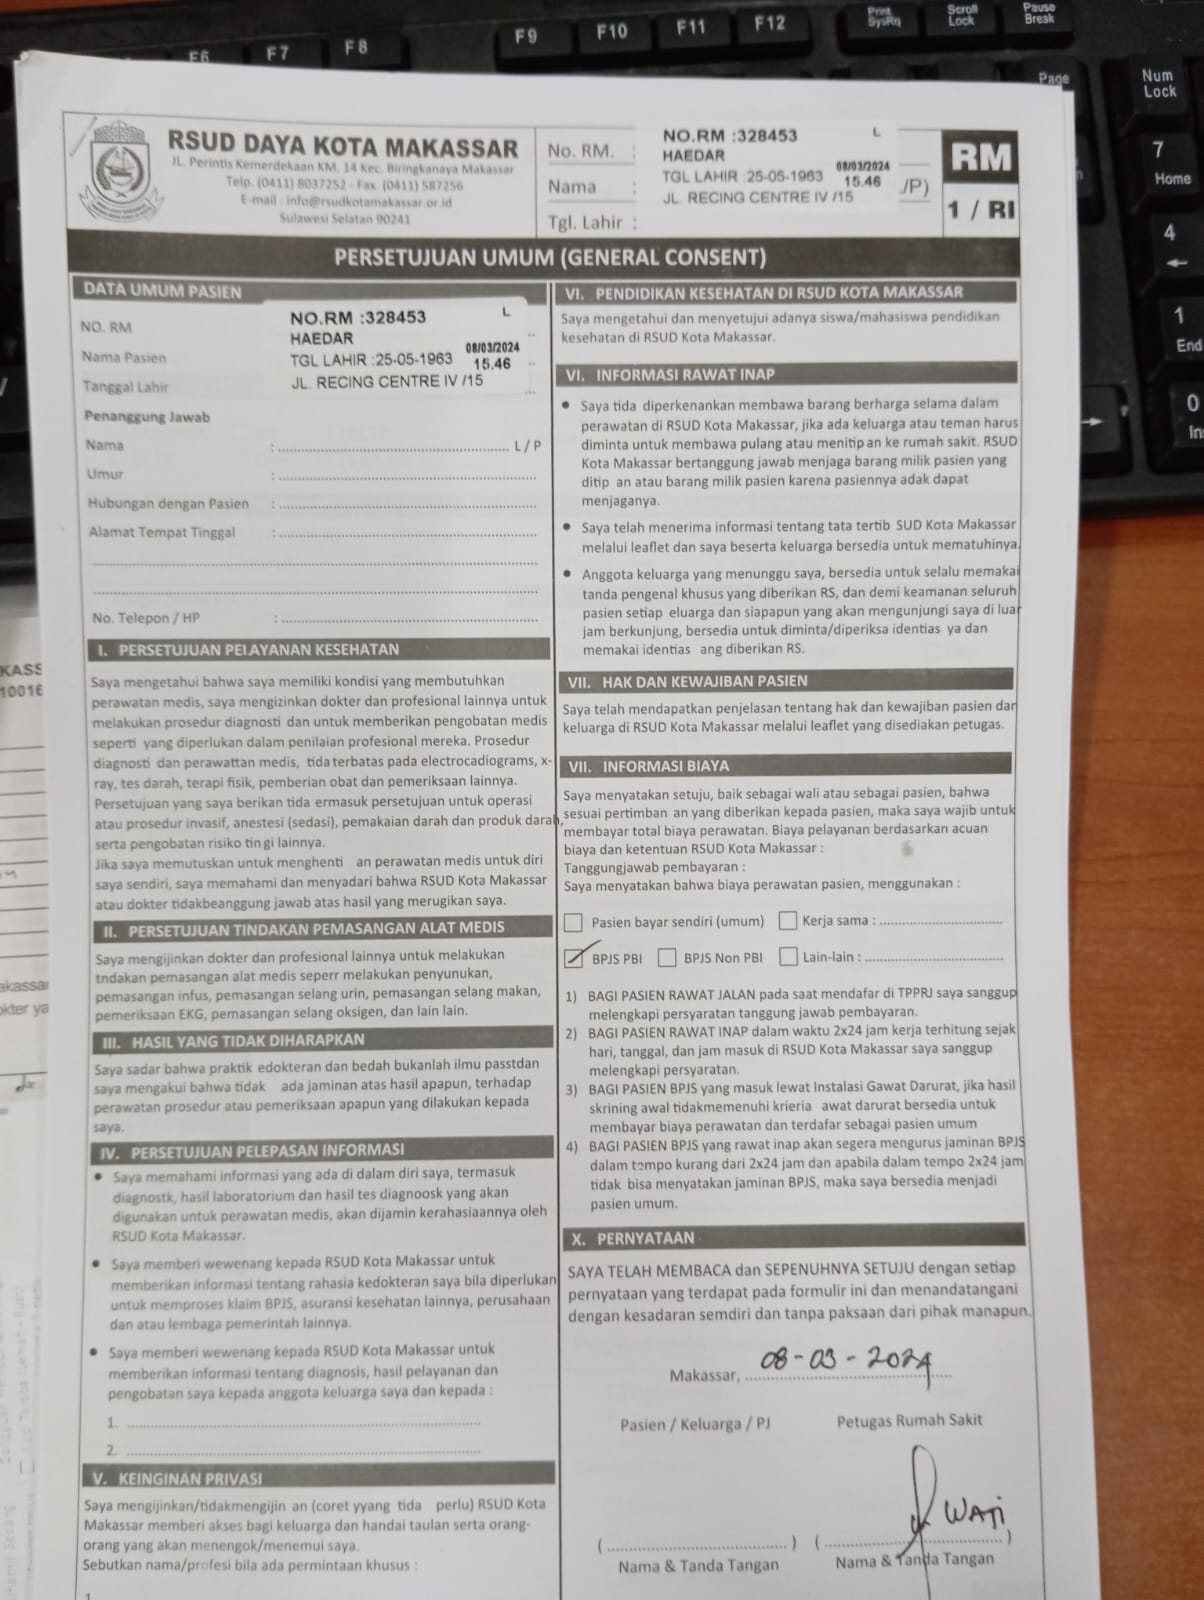 RSUD DAYA KOTA MAKASSAR
JL. Perintis Kemerdekaan KM. 14 Kec. Biringkanaya Makassar
Telp. (0411) 8037252 - Fax. (0411) 587256
E-mail : info@rsudkotamakassar.or.id
Sulawesi Selatan 90241
No. RM. :
Nama :
Tgl. Lahir :
NO.RM :328453 L
HAEDAR
TGL LAHIR :25-05-1963 08/03/2024 15.46
JL. RECING CENTRE IV /15
/P)
RM
1 / RI
PERSETUJUAN UMUM (GENERAL CONSENT)
DATA UMUM PASIEN
NO. RM
Nama Pasien
Tanggal Lahir
NO.RM :328453 L
HAEDAR
TGL LAHIR :25-05-1963 08/03/2024 15.46
JL. RECING CENTRE IV /15
Penanggung Jawab
Nama : L / P
Umur :
Hubungan dengan Pasien :
Alamat Tempat Tinggal :
No. Telepon / HP :
I. PERSETUJUAN PELAYANAN KESEHATAN
Saya mengetahui bahwa saya memiliki kondisi yang membutuhkan
perawatan medis, saya mengizinkan dokter dan profesional lainnya untuk
melakukan prosedur diagnosti dan untuk memberikan pengobatan medis
seperti yang diperlukan dalam penilaian profesional mereka. Prosedur
diagnosti dan perawattan medis, tida terbatas pada electrocadiograms, x-
ray, tes darah, terapi fisik, pemberian obat dan pemeriksaan lainnya.
Persetujuan yang saya berikan tida ermasuk persetujuan untuk operasi
atau prosedur invasif, anestesi (sedasi), pemakaian darah dan produk darah,
serta pengobatan risiko tin gi lainnya.
Jika saya memutuskan untuk menghenti an perawatan medis untuk diri
saya sendiri, saya memahami dan menyadari bahwa RSUD Kota Makassar
atau dokter tidakbeanggung jawab atas hasil yang merugikan saya.
II. PERSETUJUAN TINDAKAN PEMASANGAN ALAT MEDIS
Saya mengijinkan dokter dan profesional lainnya untuk melakukan
tndakan pemasangan alat medis seperr melakukan penyunukan,
pemasangan infus, pemasangan selang urin, pemasangan selang makan,
pemeriksaan EKG, pemasangan selang oksigen, dan lain lain.
III. HASIL YANG TIDAK DIHARAPKAN
Saya sadar bahwa praktik edokteran dan bedah bukanlah ilmu passtdan
saya mengakui bahwa tidak ada jaminan atas hasil apapun, terhadap
perawatan prosedur atau pemeriksaan apapun yang dilakukan kepada
saya.
IV. PERSETUJUAN PELEPASAN INFORMASI
• Saya memahami informasi yang ada di dalam diri saya, termasuk
diagnostk, hasil laboratorium dan hasil tes diagnoosk yang akan
digunakan untuk perawatan medis, akan dijamin kerahasiaannya oleh
RSUD Kota Makassar.
• Saya memberi wewenang kepada RSUD Kota Makassar untuk
memberikan informasi tentang rahasia kedokteran saya bila diperlukan
untuk memproses klaim BPJS, asuransi kesehatan lainnya, perusahaan
dan atau lembaga pemerintah lainnya.
• Saya memberi wewenang kepada RSUD Kota Makassar untuk
memberikan informasi tentang diagnosis, hasil pelayanan dan
pengobatan saya kepada anggota keluarga saya dan kepada :
1.
2.
V. KEINGINAN PRIVASI
Saya mengijinkan/tidakmengijin an (coret yyang tida perlu) RSUD Kota
Makassar memberi akses bagi keluarga dan handai taulan serta orang-
orang yang akan menengok/menemui saya.
Sebutkan nama/profesi bila ada permintaan khusus :
1
VI. PENDIDIKAN KESEHATAN DI RSUD KOTA MAKASSAR
Saya mengetahui dan menyetujui adanya siswa/mahasiswa pendidikan
kesehatan di RSUD Kota Makassar.
VI. INFORMASI RAWAT INAP
• Saya tida diperkenankan membawa barang berharga selama dalam
perawatan di RSUD Kota Makassar, jika ada keluarga atau teman harus
diminta untuk membawa pulang atau menitip an ke rumah sakit. RSUD
Kota Makassar bertanggung jawab menjaga barang milik pasien yang
ditip an atau barang milik pasien karena pasiennya adak dapat
menjaganya.
• Saya telah menerima informasi tentang tata tertib SUD Kota Makassar
melalui leaflet dan saya beserta keluarga bersedia untuk mematuhinya.
• Anggota keluarga yang menunggu saya, bersedia untuk selalu memakai
tanda pengenal khusus yang diberikan RS, dan demi keamanan seluruh
pasien setiap eluarga dan siapapun yang akan mengunjungi saya di luar
jam berkunjung, bersedia untuk diminta/diperiksa identias ya dan
memakai identias ang diberikan RS.
VII. HAK DAN KEWAJIBAN PASIEN
Saya telah mendapatkan penjelasan tentang hak dan kewajiban pasien dan
keluarga di RSUD Kota Makassar melalui leaflet yang disediakan petugas.
VII. INFORMASI BIAYA
Saya menyatakan setuju, baik sebagai wali atau sebagai pasien, bahwa
sesuai pertimban an yang diberikan kepada pasien, maka saya wajib untuk
membayar total biaya perawatan. Biaya pelayanan berdasarkan acuan
biaya dan ketentuan RSUD Kota Makassar :
Tanggungjawab pembayaran :
Saya menyatakan bahwa biaya perawatan pasien, menggunakan :
Pasien bayar sendiri (umum) Kerja sama :
BPJS PBI BPJS Non PBI Lain-lain :
1) BAGI PASIEN RAWAT JALAN pada saat mendafar di TPPRJ saya sanggup
melengkapi persyaratan tanggung jawab pembayaran.
2) BAGI PASIEN RAWAT INAP dalam waktu 2x24 jam kerja terhitung sejak
hari, tanggal, dan jam masuk di RSUD Kota Makassar saya sanggup
melengkapi persyaratan.
3) BAGI PASIEN BPJS yang masuk lewat Instalasi Gawat Darurat, jika hasil
skrining awal tidakmemenuhi krieria awat darurat bersedia untuk
membayar biaya perawatan dan terdafar sebagai pasien umum
4) BAGI PASIEN BPJS yang rawat inap akan segera mengurus jaminan BPJS
dalam tempo kurang dari 2x24 jam dan apabila dalam tempo 2x24 jam
tidak bisa menyatakan jaminan BPJS, maka saya bersedia menjadi
pasien umum.
X. PERNYATAAN
SAYA TELAH MEMBACA dan SEPENUHNYA SETUJU dengan setiap
pernyataan yang terdapat pada formulir ini dan menandatangani
dengan kesadaran semdiri dan tanpa paksaan dari pihak manapun.
Makassar, 08-03-2024
Pasien / Keluarga / PJ Petugas Rumah Sakit
WATI
( ) ( )
Nama & Tanda Tangan Nama & Tanda Tangan
F6
F7
F8
F9
F10
F11
F12
Print
SysRq
Scroll
Lock
Pause
Break
Page
Num
Lock
7
Home
4
1
End
0
In
KASS
10016
akassar
okter ya